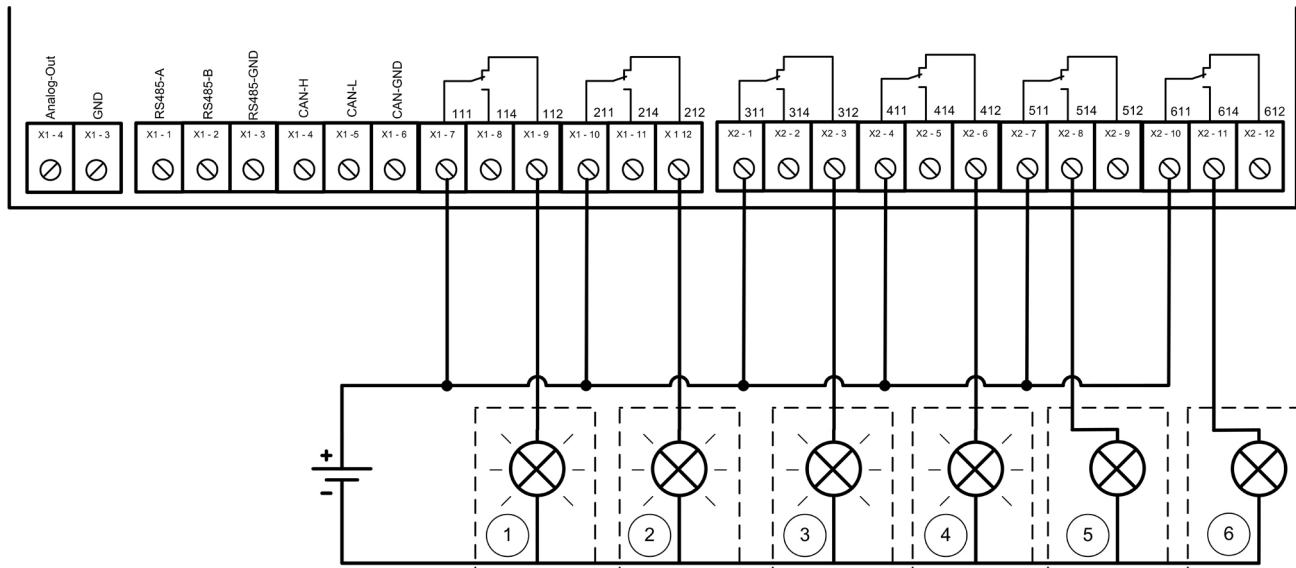 Analog-Out
GND
RS485-A
RS485-B
RS485-GND
CAN-H
CAN-L
CAN-GND
111 114 112 211 214 212 311 314 312 411 414 412 511 514 512 611 614 612
X1 - 4 X1 - 3 X1 - 1 X1 - 2 X1 - 3 X1 - 4 X1 -5 X1 - 6 X1 - 7 X1 - 8 X1 - 9 X1 - 10 X1 - 11 X 1 12 X2 - 1 X2 - 2 X2 - 3 X2 - 4 X2 - 5 X2 - 6 X2 - 7 X2 - 8 X2 - 9 X2 - 10 X2 - 11 X2 - 12
+
-
1 2 3 4 5 6